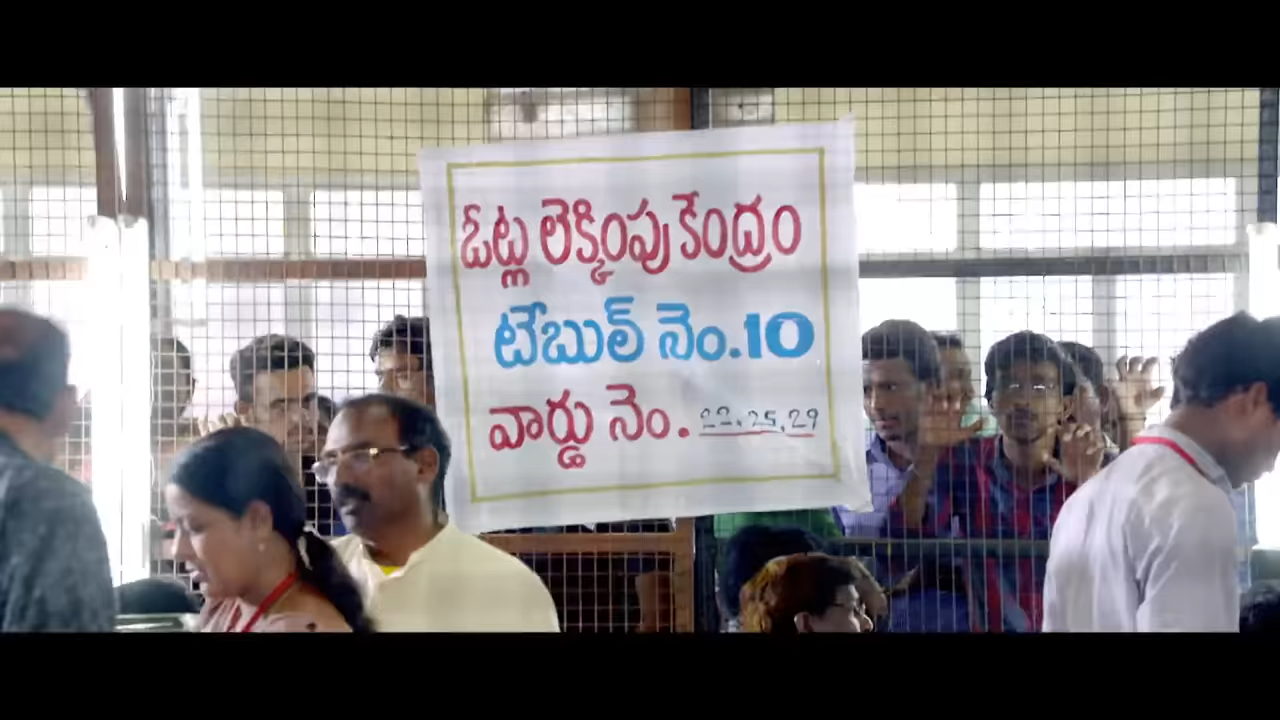 ఓట్ల లెక్కింపు కేంద్రం
టేబుల్ నెం.10
వార్డు నెం. 22,25,29